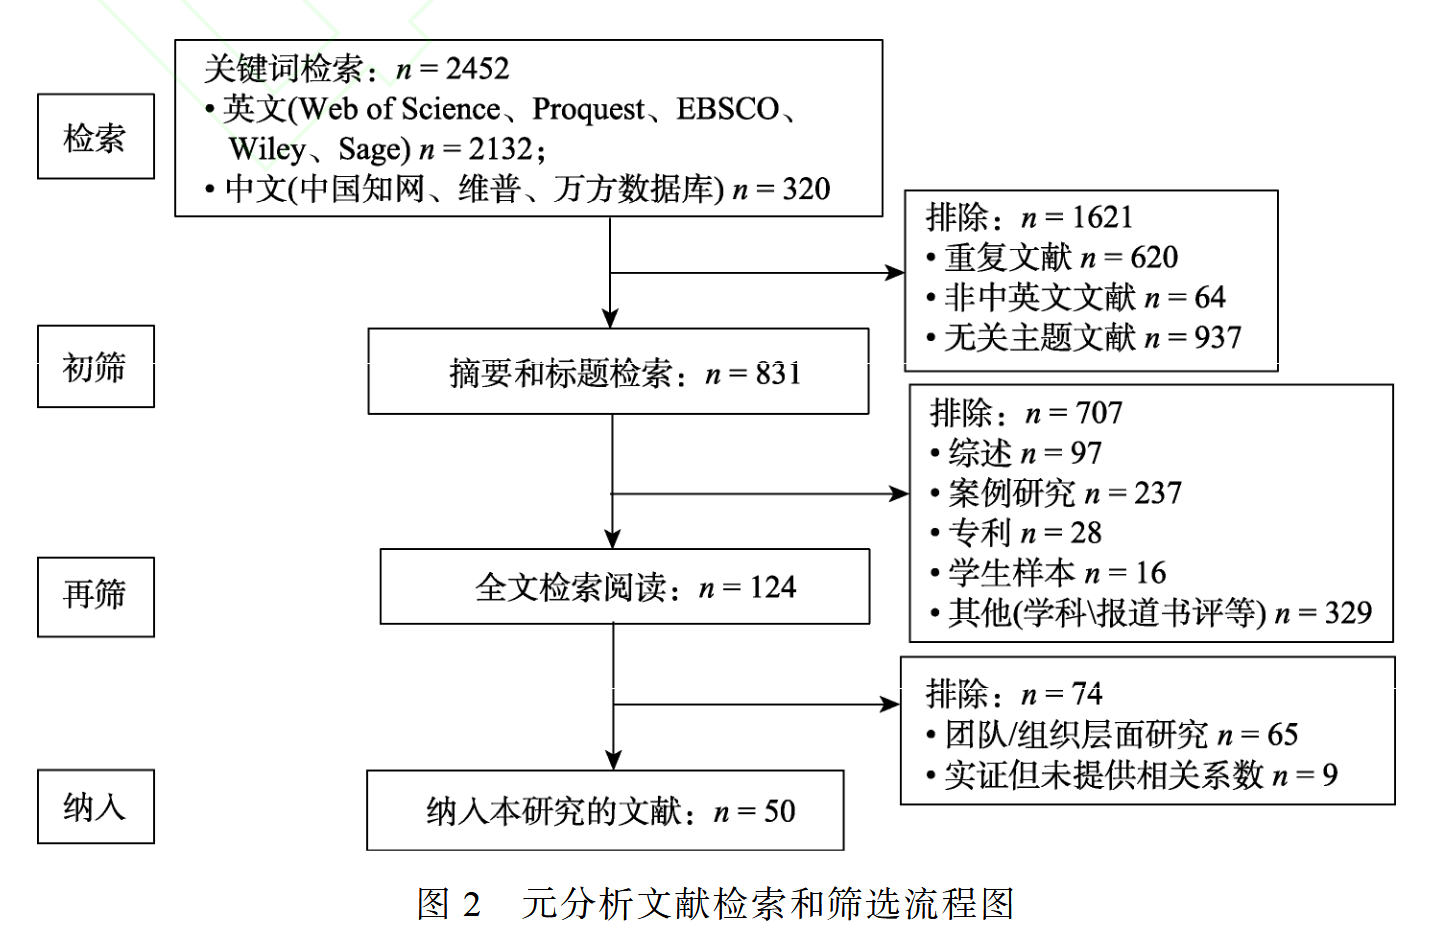 检索
关键词检索：n = 2452
• 英文(Web of Science、Proquest、EBSCO、
Wiley、Sage) n = 2132；
• 中文(中国知网、维普、万方数据库) n = 320
排除：n = 1621
• 重复文献 n = 620
• 非中英文文献 n = 64
• 无关主题文献 n = 937
初筛
摘要和标题检索：n = 831
排除：n = 707
• 综述 n = 97
• 案例研究 n = 237
• 专利 n = 28
• 学生样本 n = 16
• 其他(学科\报道书评等) n = 329
再筛
全文检索阅读：n = 124
排除：n = 74
• 团队/组织层面研究 n = 65
• 实证但未提供相关系数 n = 9
纳入
纳入本研究的文献：n = 50
图 2 元分析文献检索和筛选流程图